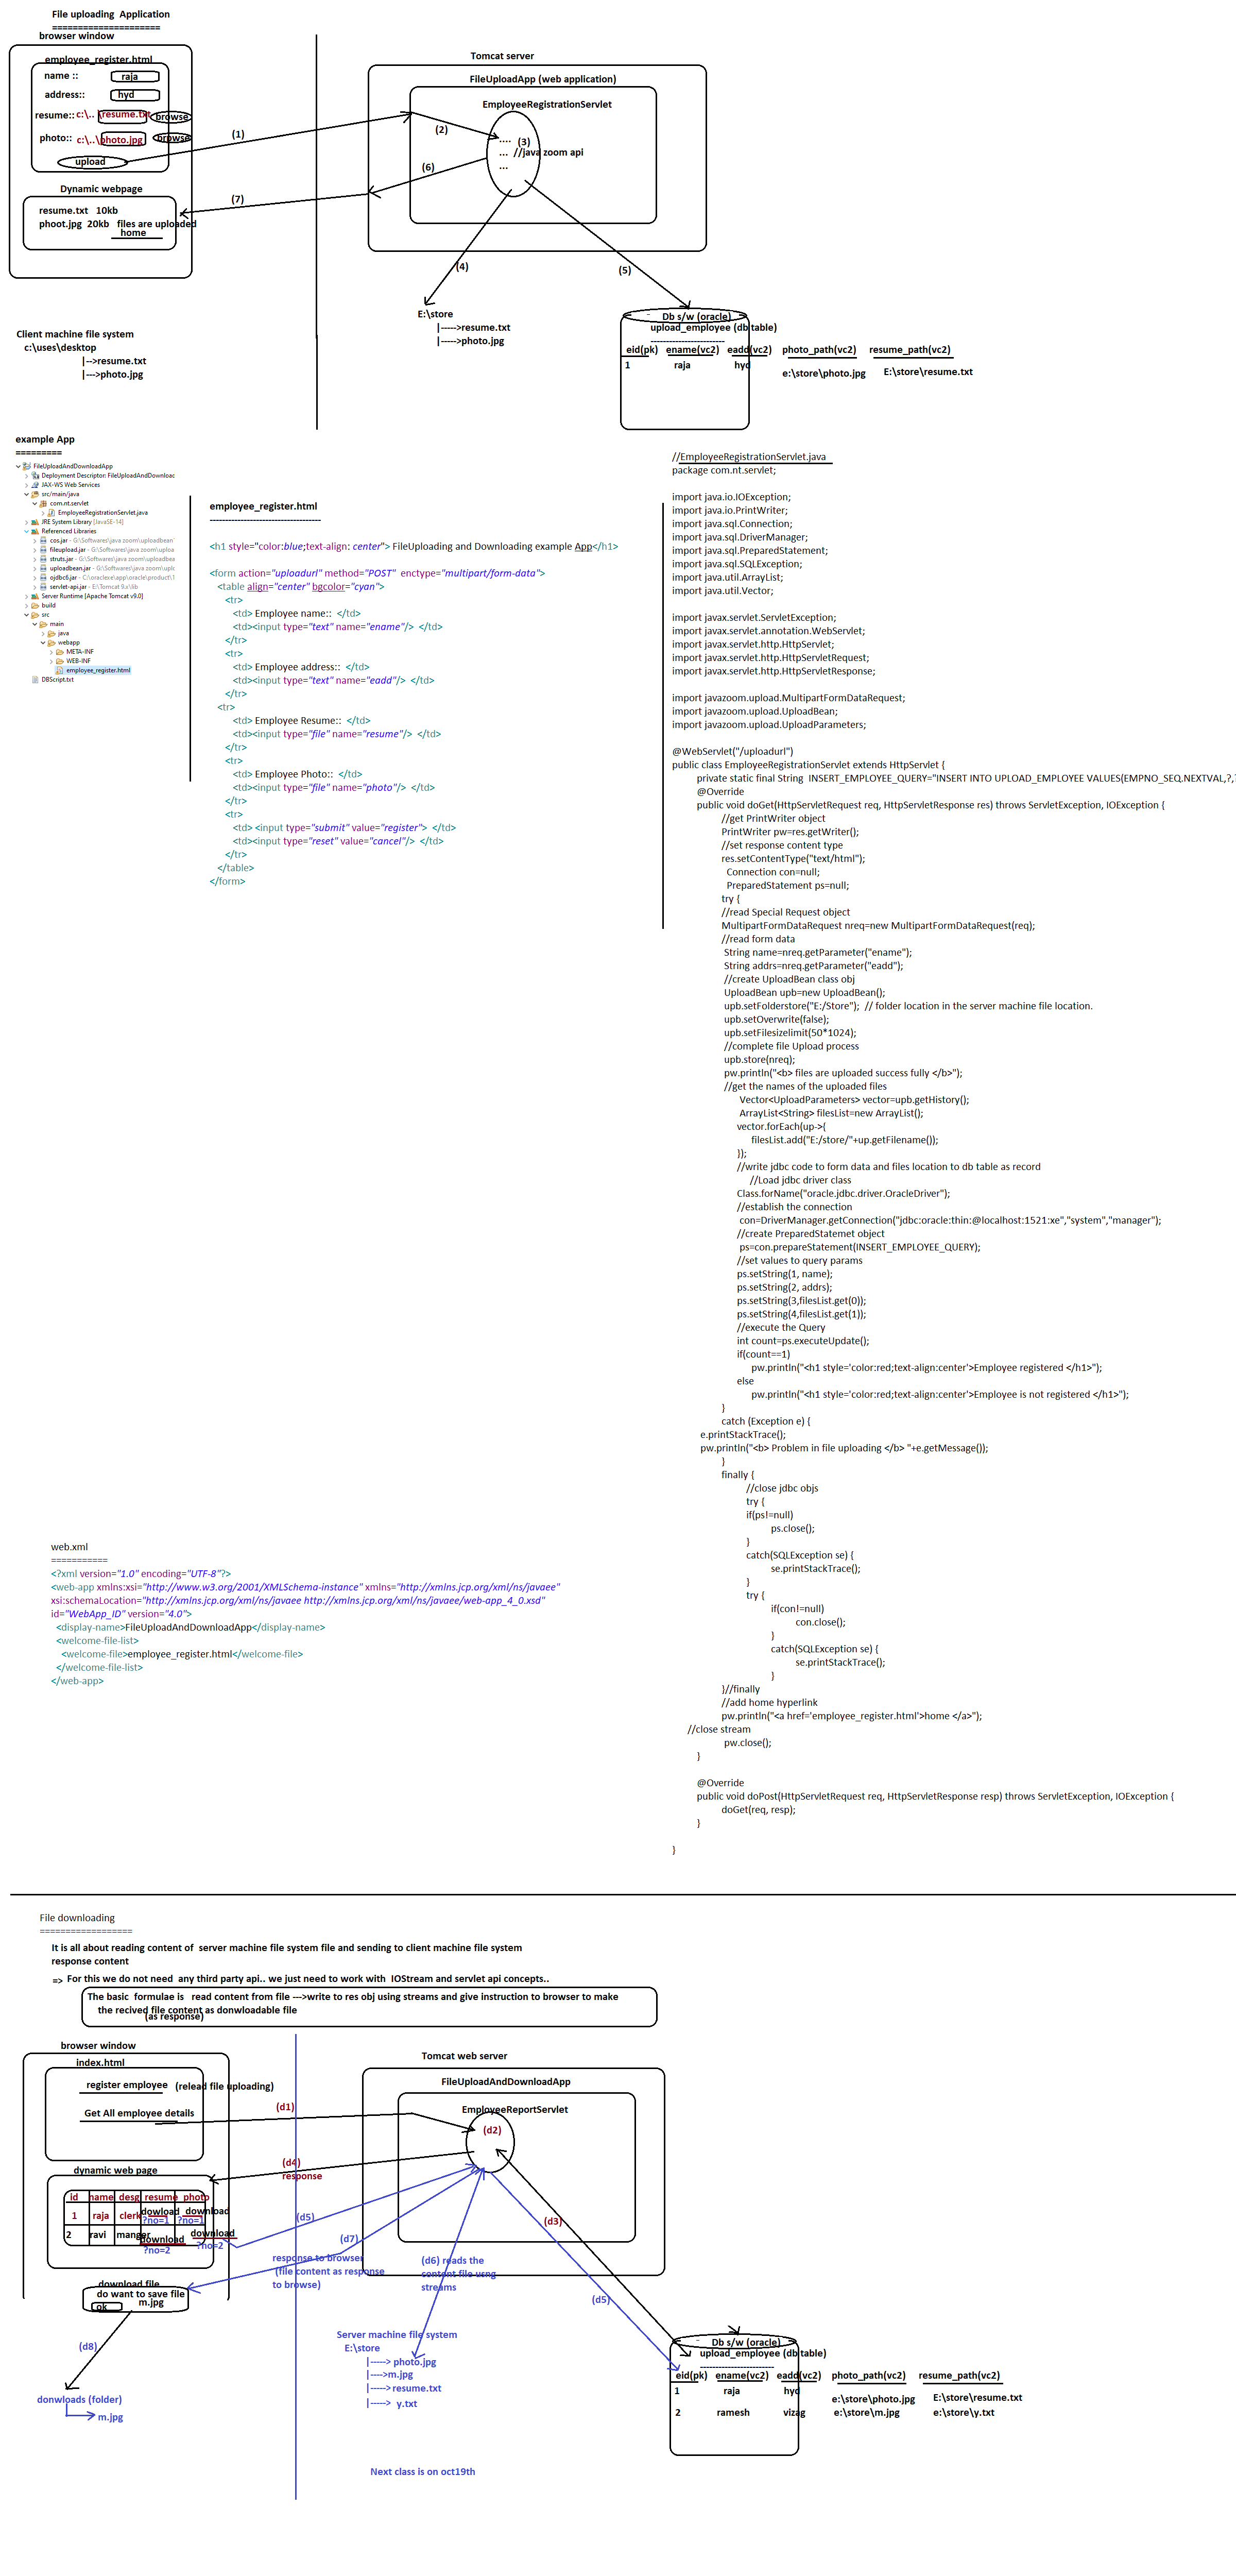 File uploading  Application
=====================
browser window
employee_register.html
name ::
raja
address::
hyd
resume::
c:\.. \resume.txt
browse
photo::
c:\..\photo.jpg
browse
upload
Dynamic webpage
resume.txt   10kb
phoot.jpg  20kb   files are uploaded
home
(1)
(7)
Tomcat server
FileUploadApp (web application)
EmployeeRegistrationServlet
(2)
....
(3)
... //java zoom api
...
(6)
(4)
(5)
E:\store
|----->resume.txt
|----->photo.jpg
Db s/w (oracle)
upload_employee (db table)
------------------------
eid(pk)   ename(vc2)   eadd(vc2)   photo_path(vc2)   resume_path(vc2)
1   raja   hyd   e:\store\photo.jpg   E:\store\resume.txt
Client machine file system
c:\uses\desktop
|-->resume.txt
|--->photo.jpg
example App
=========
FileUploadAndDownloadApp
Deployment Descriptor: FileUploadAndDownloac
JAX-WS Web Services
src/main/java
com.nt.servlet
EmployeeRegistrationServlet.java
JRE System Library [JavaSE-14]
Referenced Libraries
cos.jar - G:\Softwares\java zoom\uploadbean
fileupload.jar - G:\Softwares\java zoom\uploa
struts.jar - G:\Softwares\java zoom\uploadbea
uploadbean.jar - G:\Softwares\java zoom\uplc
ojdbc6.jar - C:\oraclexe\app\oracle\product\1
servlet-api.jar - E:\Tomcat 9.x\lib
Server Runtime [Apache Tomcat v9.0]
build
src
main
java
webapp
META-INF
WEB-INF
employee_register.html
DBScript.txt
employee_register.html
-----------------------------------
<h1 style="color:blue;text-align: center"> FileUploading and Downloading example App</h1>
<form action="uploadurl" method="POST"  enctype="multipart/form-data">
<table align="center" bgcolor="cyan">
<tr>
<td> Employee name::  </td>
<td><input type="text" name="ename"/>  </td>
</tr>
<tr>
<td> Employee address::  </td>
<td><input type="text" name="eadd"/>  </td>
</tr>
<tr>
<td> Employee Resume::  </td>
<td><input type="file" name="resume"/>  </td>
</tr>
<tr>
<td> Employee Photo::  </td>
<td><input type="file" name="photo"/>  </td>
</tr>
<tr>
<td> <input type="submit" value="register">  </td>
<td><input type="reset" value="cancel"/>  </td>
</tr>
</table>
</form>
//EmployeeRegistrationServlet.java
package com.nt.servlet;
import java.io.IOException;
import java.io.PrintWriter;
import java.sql.Connection;
import java.sql.DriverManager;
import java.sql.PreparedStatement;
import java.sql.SQLException;
import java.util.ArrayList;
import java.util.Vector;
import javax.servlet.ServletException;
import javax.servlet.annotation.WebServlet;
import javax.servlet.http.HttpServlet;
import javax.servlet.http.HttpServletRequest;
import javax.servlet.http.HttpServletResponse;
import javazoom.upload.MultipartFormDataRequest;
import javazoom.upload.UploadBean;
import javazoom.upload.UploadParameters;
@WebServlet("/uploadurl")
public class EmployeeRegistrationServlet extends HttpServlet {
private static final String  INSERT_EMPLOYEE_QUERY="INSERT INTO UPLOAD_EMPLOYEE VALUES(EMPNO_SEQ.NEXTVAL,?,
@Override
public void doGet(HttpServletRequest req, HttpServletResponse res) throws ServletException, IOException {
//get PrintWriter object
PrintWriter pw=res.getWriter();
//set response content type
res.setContentType("text/html");
Connection con=null;
PreparedStatement ps=null;
try {
//read Special Request object
MultipartFormDataRequest nreq=new MultipartFormDataRequest(req);
//read form data
String name=nreq.getParameter("ename");
String addrs=nreq.getParameter("eadd");
//create UploadBean class obj
UploadBean upb=new UploadBean();
upb.setFolderstore("E:/Store");  // folder location in the server machine file location.
upb.setOverwrite(false);
upb.setFilesizelimit(50*1024);
//complete file Upload process
upb.store(nreq);
pw.println("<b> files are uploaded success fully </b>");
//get the names of the uploaded files
Vector<UploadParameters> vector=upb.getHistory();
ArrayList<String> filesList=new ArrayList();
vector.forEach(up->{
filesList.add("E:/store/"+up.getFilename());
});
//write jdbc code to form data and files location to db table as record
//Load jdbc driver class
Class.forName("oracle.jdbc.driver.OracleDriver");
//establish the connection
con=DriverManager.getConnection("jdbc:oracle:thin:@localhost:1521:xe","system","manager");
//create PreparedStatemet object
ps=con.prepareStatement(INSERT_EMPLOYEE_QUERY);
//set values to query params
ps.setString(1, name);
ps.setString(2, addrs);
ps.setString(3,filesList.get(0));
ps.setString(4,filesList.get(1));
//execute the Query
int count=ps.executeUpdate();
if(count==1)
pw.println("<h1 style='color:red;text-align:center'>Employee registered </h1>");
else
pw.println("<h1 style='color:red;text-align:center'>Employee is not registered </h1>");
}
catch (Exception e) {
e.printStackTrace();
pw.println("<b> Problem in file uploading </b> "+e.getMessage());
}
finally {
//close jdbc objs
try {
if(ps!=null)
ps.close();
}
catch(SQLException se) {
se.printStackTrace();
}
try {
if(con!=null)
con.close();
}
catch(SQLException se) {
se.printStackTrace();
}
}//finally
//add home hyperlink
pw.println("<a href='employee_register.html'>home </a>");
//close stream
pw.close();
}
@Override
public void doPost(HttpServletRequest req, HttpServletResponse resp) throws ServletException, IOException {
doGet(req, resp);
}
}
web.xml
===========
<?xml version="1.0" encoding="UTF-8"?>
<web-app xmlns:xsi="http://www.w3.org/2001/XMLSchema-instance" xmlns="http://xmlns.jcp.org/xml/ns/javaee"
xsi:schemaLocation="http://xmlns.jcp.org/xml/ns/javaee http://xmlns.jcp.org/xml/ns/javaee/web-app_4_0.xsd"
id="WebApp_ID" version="4.0">
<display-name>FileUploadAndDownloadApp</display-name>
<welcome-file-list>
<welcome-file>employee_register.html</welcome-file>
</welcome-file-list>
</web-app>
File downloading
==================
It is all about reading content of  server machine file system file and sending to client machine file system
response content
=>  For this we do not need  any third party api.. we just need to work with  IOStream and servlet api concepts..
The basic  formulae is   read content from file --->write to res obj using streams and give instruction to browser to make
the recived file content as donwloadable file
(as response)
browser window
index.html
register employee   (relead file uploading)
Get All employee details
dynamic web page
id   name   desg   resume   photo
1   raja   clerk   dowload   download
?no=1   ?no=1
2   ravi   manger   download   download
?no=2   ?no=2
download file
do want to save file
ok   m.jpg
(d8)
donwloads (folder)
m.jpg
(d1)
(d4)
response
(d5)
(d7)
response to browser
(file content as response
to browse)
Tomcat web server
FileUploadAndDownloadApp
EmployeeReportServlet
(d2)
(d3)
(d6) reads the
content file usng
streams
(d5)
Server machine file system
E:\store
|-----> photo.jpg
|---->m.jpg
|----->resume.txt
|----->  y.txt
Db s/w (oracle)
upload_employee (db table)
------------------------
eid(pk)   ename(vc2)   eadd(vc2)   photo_path(vc2)   resume_path(vc2)
1   raja   hyd   e:\store\photo.jpg   E:\store\resume.txt
2   ramesh   vizag   e:\store\m.jpg   e:\store\y.txt
Next class is on oct19th